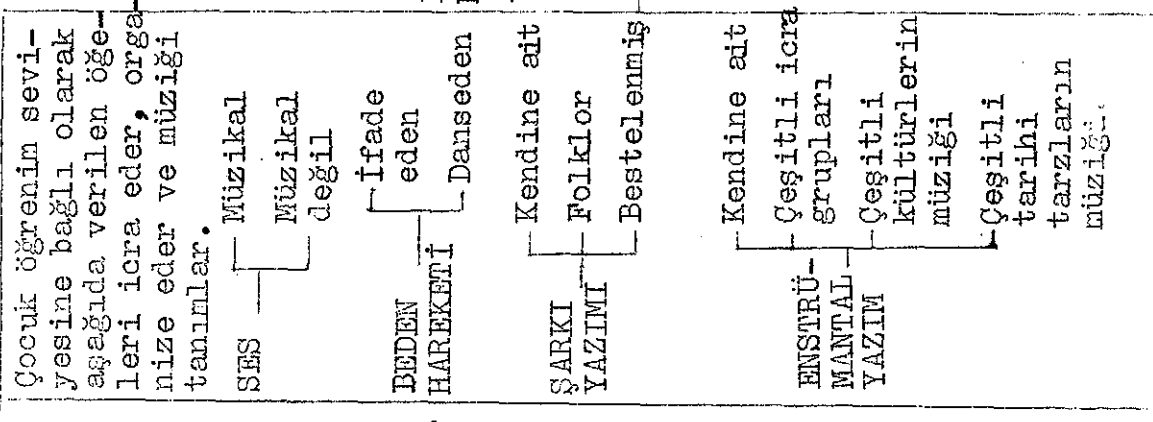 Çocuk öğrenin sevi-
yesine bağlı olarak
aşağıda verilen öğe-
leri icra eder, orga-
nize eder ve müziği
tanımlar.
SES
Müzikal
Müzikal
değil
BEDEN
HAREKETİ
İfade
eden
Danseden
ŞARKI
YAZIMI
Kendine ait
Folklor
Bestelenmiş
ENSTRÜ-
MANTAL
YAZIM
Kendine ait
Çeşitli icra
grupları
Çeşitli
kültürlerin
müziği
Çeşitli
tarihi
tarzların
müziği.